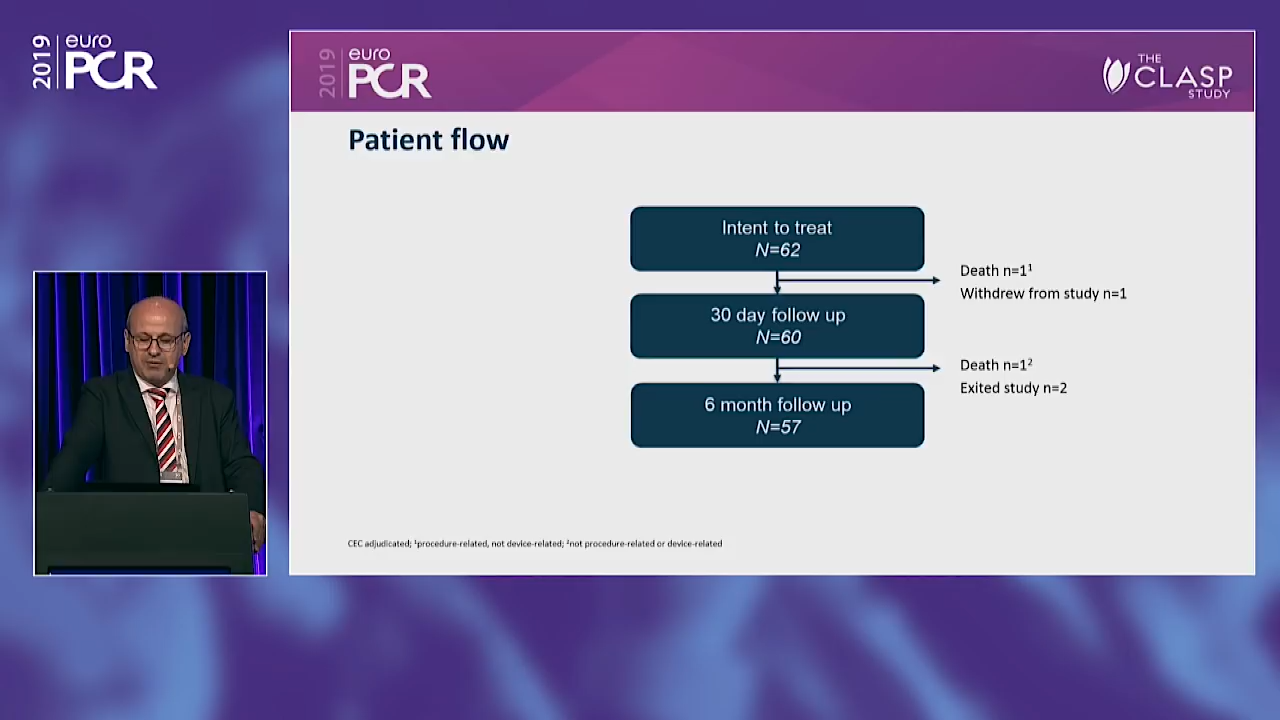 2019 euro PCR
2019 euro PCR
THE CLASP STUDY
Patient flow
Intent to treat
N=62
Death n=1¹
Withdrew from study n=1
30 day follow up
N=60
Death n=1²
Exited study n=2
6 month follow up
N=57
CEC adjudicated; ¹procedure-related, not device-related; ²not procedure-related or device-related